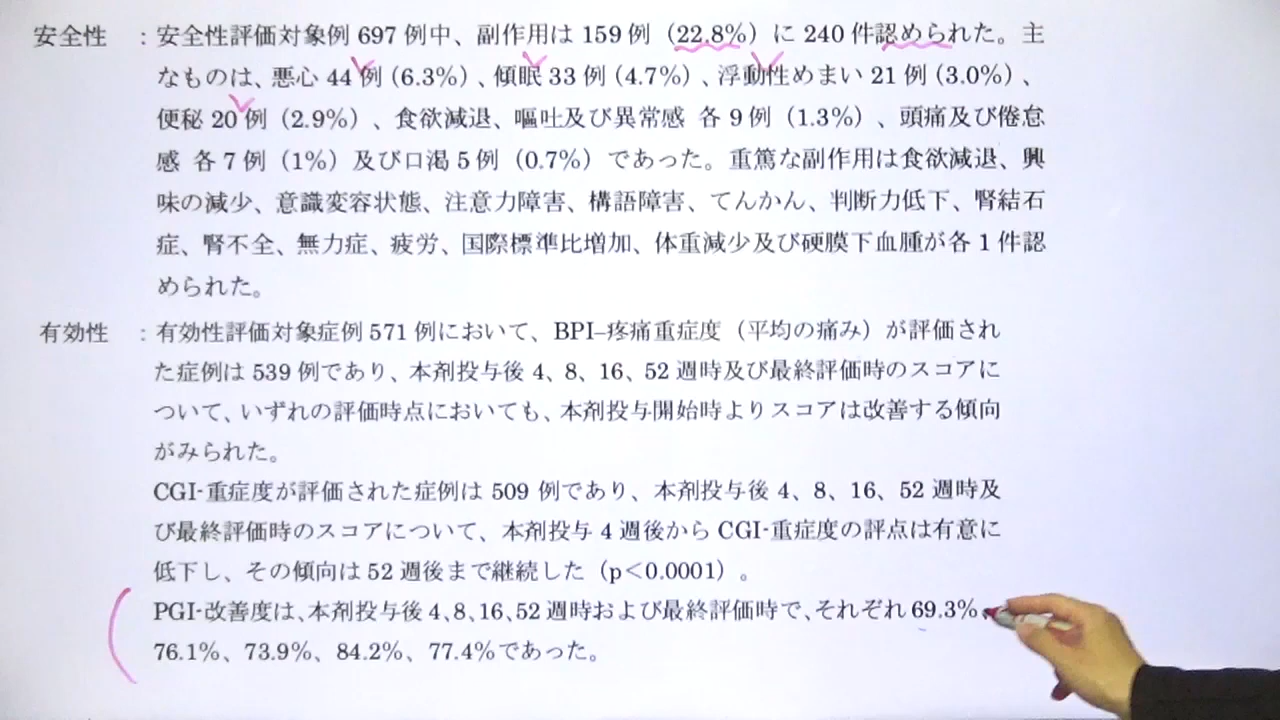 安全性 ：安全性評価対象例 697 例中、副作用は 159 例（22.8%）に 240 件認められた。主
なものは、悪心 44 例 (6.3%) 、傾眠 33 例 (4.7%) 、浮動性めまい 21 例 (3.0%) 、
便秘 20 例（2.9%）、食欲減退、嘔吐及び異常感 各 9 例（1.3%）、頭痛及び倦怠
感 各 7 例（1%）及び口渇 5 例（0.7%）であった。重篤な副作用は食欲減退、興
味の減少、意識変容状態、注意力障害、構語障害、てんかん、判断力低下、腎結石
症、腎不全、無力症、疲労、国際標準比増加、体重減少及び硬膜下血腫が各 1 件認
められた。
有効性 ：有効性評価対象症例 571 例において、BPI–疼痛重症度（平均の痛み）が評価され
た症例は 539 例であり、本剤投与後 4、8、16、52 週時及び最終評価時のスコアに
ついて、いずれの評価時点においても、本剤投与開始時よりスコアは改善する傾向
がみられた。
CGI-重症度が評価された症例は 509 例であり、本剤投与後 4、8、16、52 週時及
び最終評価時のスコアについて、本剤投与 4 週後から CGI-重症度の評点は有意に
低下し、その傾向は 52 週後まで継続した（p＜0.0001）。
PGI-改善度は、本剤投与後 4、8、16、52 週時および最終評価時で、それぞれ 69.3%、
76.1%、73.9%、84.2%、77.4%であった。